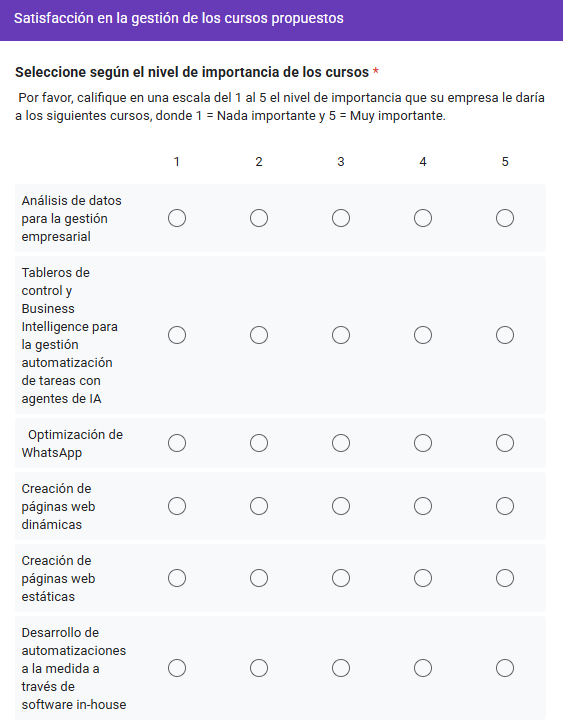 Satisfacción en la gestión de los cursos propuestos
Seleccione según el nivel de importancia de los cursos *
Por favor, califique en una escala del 1 al 5 el nivel de importancia que su empresa le daría
a los siguientes cursos, donde 1 = Nada importante y 5 = Muy importante.
1 2 3 4 5
Análisis de datos
para la gestión
empresarial
Tableros de
control y
Business
Intelligence para
la gestión
automatización
de tareas con
agentes de IA
Optimización de
WhatsApp
Creación de
páginas web
dinámicas
Creación de
páginas web
estáticas
Desarrollo de
automatizaciones
a la medida a
través de
software in-house